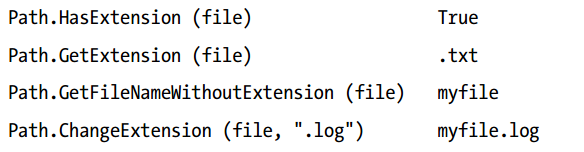 Path.HasExtension (file) True
Path.GetExtension (file) .txt
Path.GetFileNameWithoutExtension (file) myfile
Path.ChangeExtension (file, ".log") myfile.log